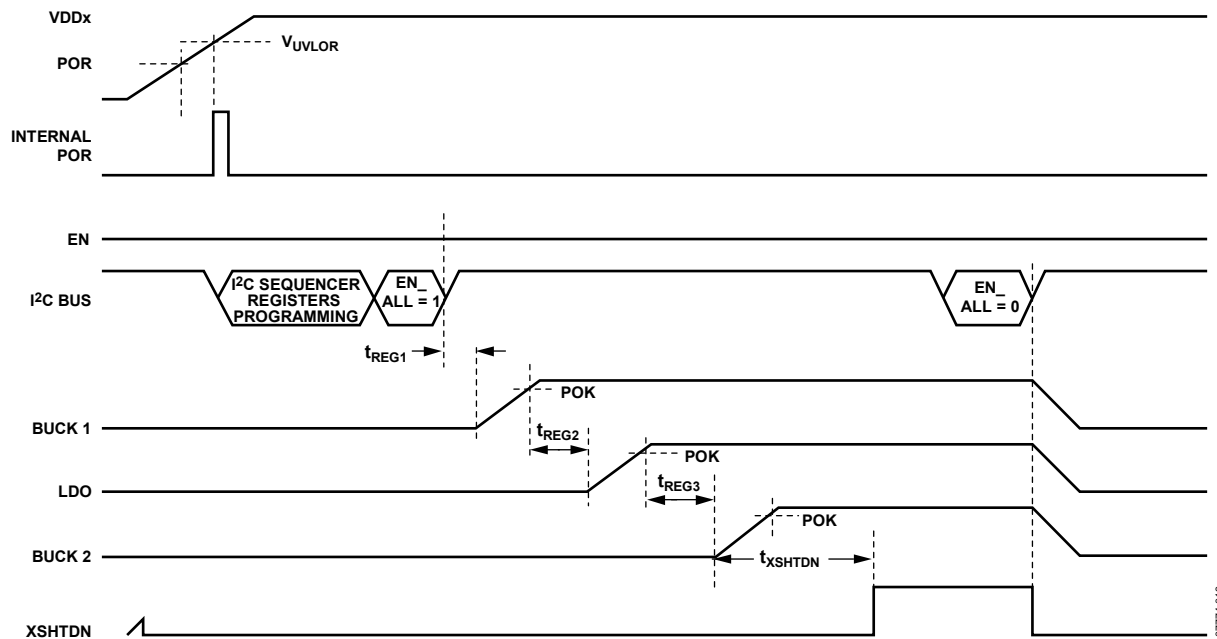 VDDx
VUVLOR
POR
INTERNAL
POR
EN
I2C BUS
I2C SEQUENCER
REGISTERS
PROGRAMMING
EN_
ALL = 1
EN_
ALL = 0
tREG1
POK
BUCK 1
tREG2
POK
LDO
tREG3
POK
BUCK 2
tXSHTDN
XSHTDN